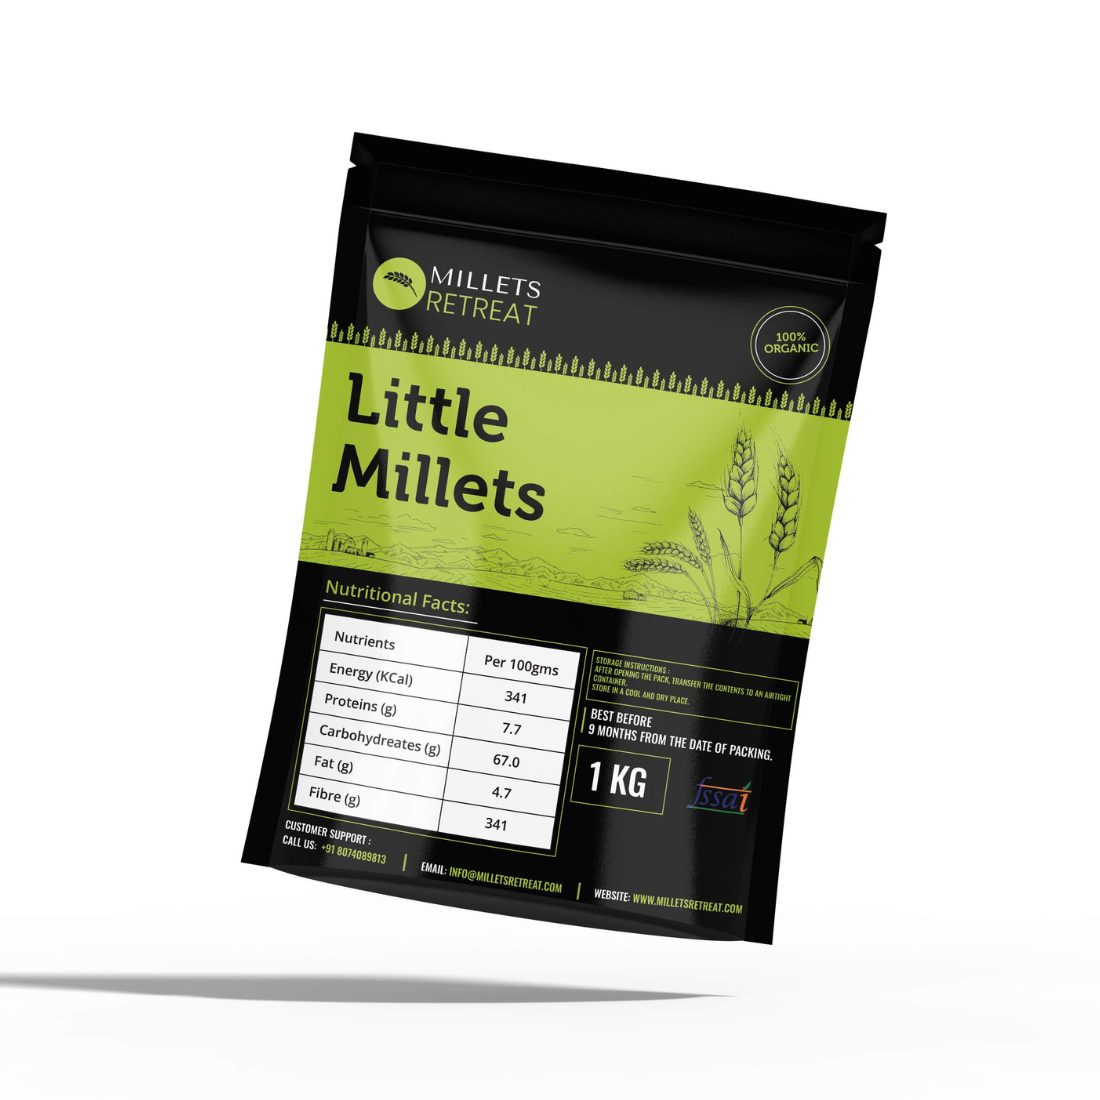 MILLETS
RETREAT
100%
ORGANIC
Little
Millets
Nutritional Facts:
Nutrients
Per 100gms
Energy (KCal)
341
Proteins (g)
7.7
Carbohydreates (g)
67.0
Fat (g)
4.7
Fibre (g)
341
STORAGE INSTRUCTIONS :
AFTER OPENING THE PACK, TRANSFER THE CONTENTS TO AN AIRTIGHT
CONTAINER.
STORE IN A COOL AND DRY PLACE.
BEST BEFORE
9 MONTHS FROM THE DATE OF PACKING.
1 KG
fssai
CUSTOMER SUPPORT :
CALL US: +91 8074089813
EMAIL: INFO@MILLETSRETREAT.COM
WEBSITE: WWW.MILLETSRETREAT.COM